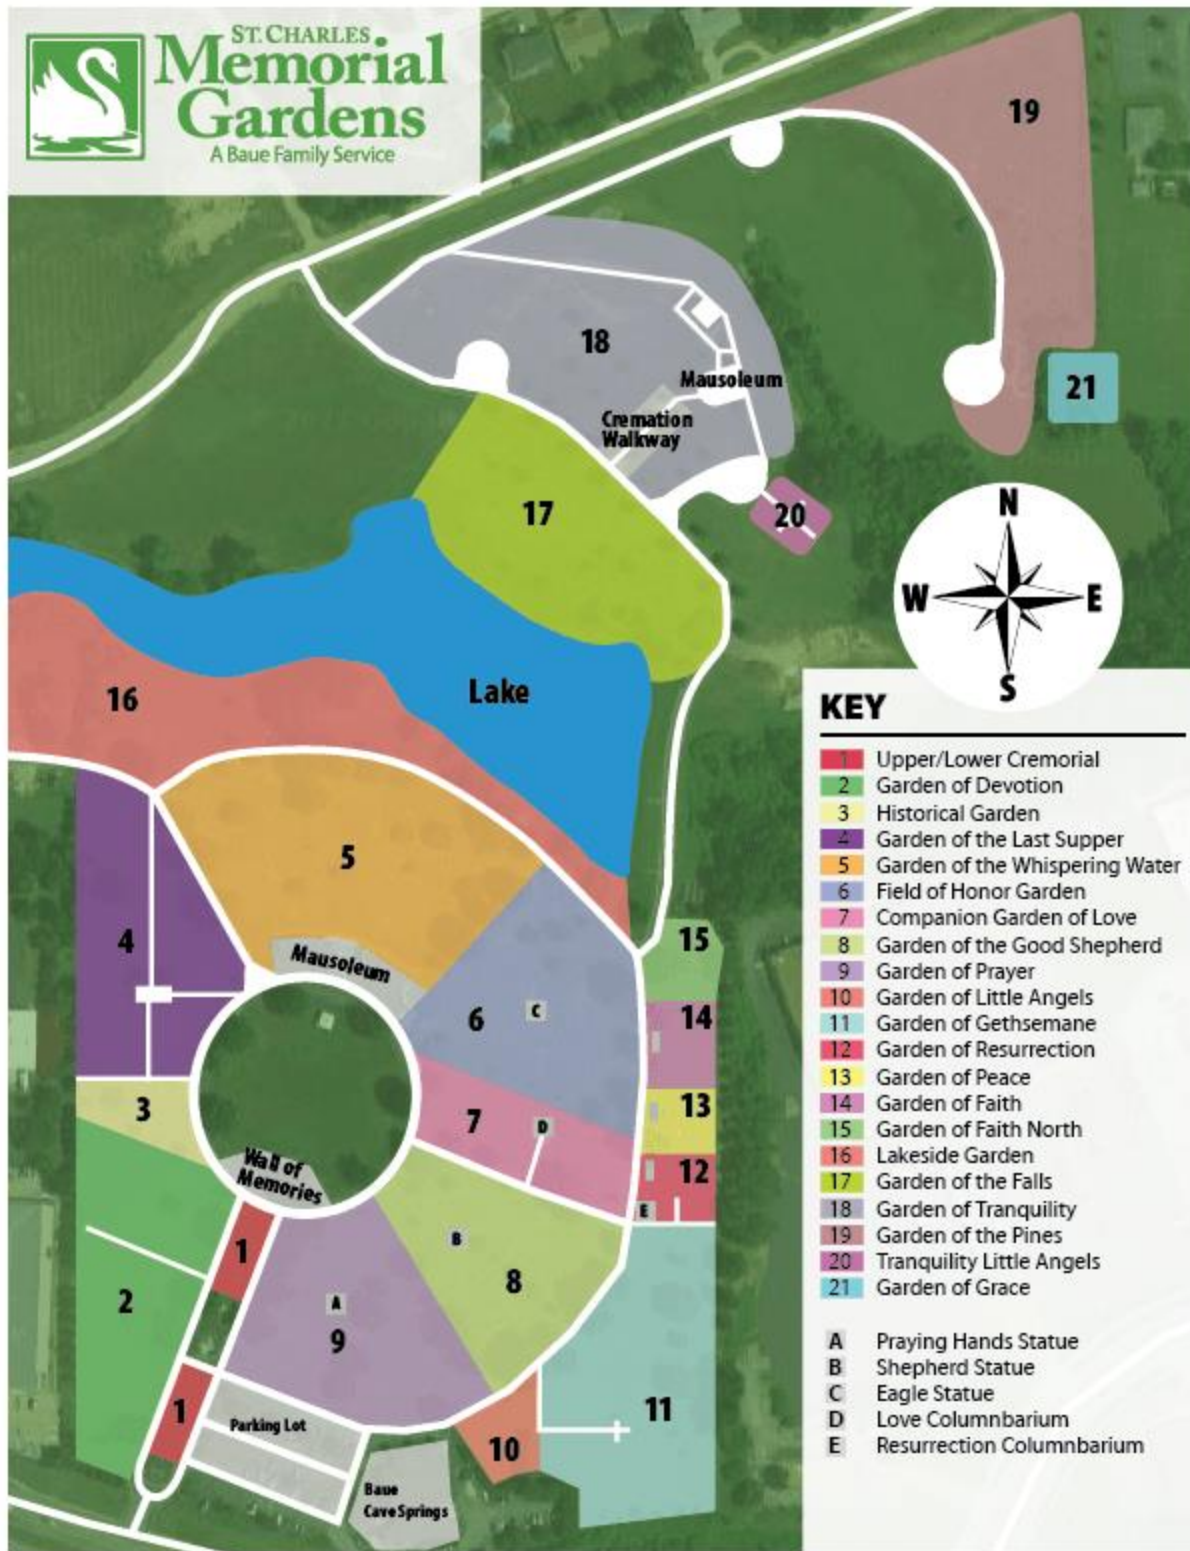 ST. CHARLES
Memorial
Gardens
A Baue Family Service
19
18
Mausoleum
21
Cremation
Walkway
17
20
N
W E
S
Lake
16
5
4
Mausoleum
15
6
C
14
3
7
D
13
12
E
Wall of
Memories
1
B
8
2
A
9
1
Parking Lot
11
10
Baue
Cave Springs
KEY
1 Upper/Lower Cremorial
2 Garden of Devotion
3 Historical Garden
4 Garden of the Last Supper
5 Garden of the Whispering Water
6 Field of Honor Garden
7 Companion Garden of Love
8 Garden of the Good Shepherd
9 Garden of Prayer
10 Garden of Little Angels
11 Garden of Gethsemane
12 Garden of Resurrection
13 Garden of Peace
14 Garden of Faith
15 Garden of Faith North
16 Lakeside Garden
17 Garden of the Falls
18 Garden of Tranquility
19 Garden of the Pines
20 Tranquility Little Angels
21 Garden of Grace
A Praying Hands Statue
B Shepherd Statue
C Eagle Statue
D Love Columnbarium
E Resurrection Columnbarium